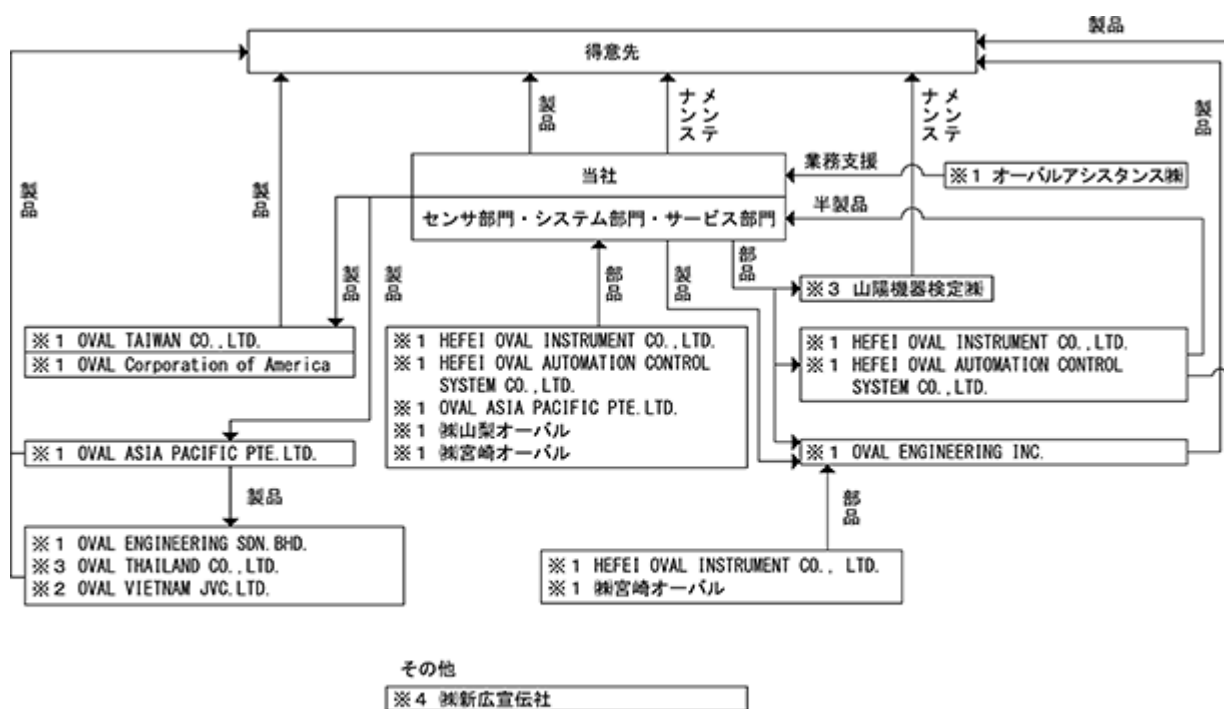 製品
得意先
製品
メンテナンス
メンテナンス
製品
製品
製品
当社
センサ部門・システム部門・サービス部門
業務支援
※1 オーバルアシスタンス㈱
半製品
製品
製品
部品
製品
部品
※3 山陽機器検定㈱
※1 OVAL TAIWAN CO.,LTD.
※1 OVAL Corporation of America
※1 HEFEI OVAL INSTRUMENT CO.,LTD.
※1 HEFEI OVAL AUTOMATION CONTROL
SYSTEM CO.,LTD.
※1 OVAL ASIA PACIFIC PTE.LTD.
※1 ㈱山梨オーバル
※1 ㈱宮崎オーバル
※1 HEFEI OVAL INSTRUMENT CO.,LTD.
※1 HEFEI OVAL AUTOMATION CONTROL
SYSTEM CO.,LTD.
※1 OVAL ASIA PACIFIC PTE.LTD.
※1 OVAL ENGINEERING INC.
製品
部品
※1 OVAL ENGINEERING SDN.BHD.
※3 OVAL THAILAND CO.,LTD.
※2 OVAL VIETNAM JVC.LTD.
※1 HEFEI OVAL INSTRUMENT CO., LTD.
※1 ㈱宮崎オーバル
その他
※4 ㈱新広宣伝社